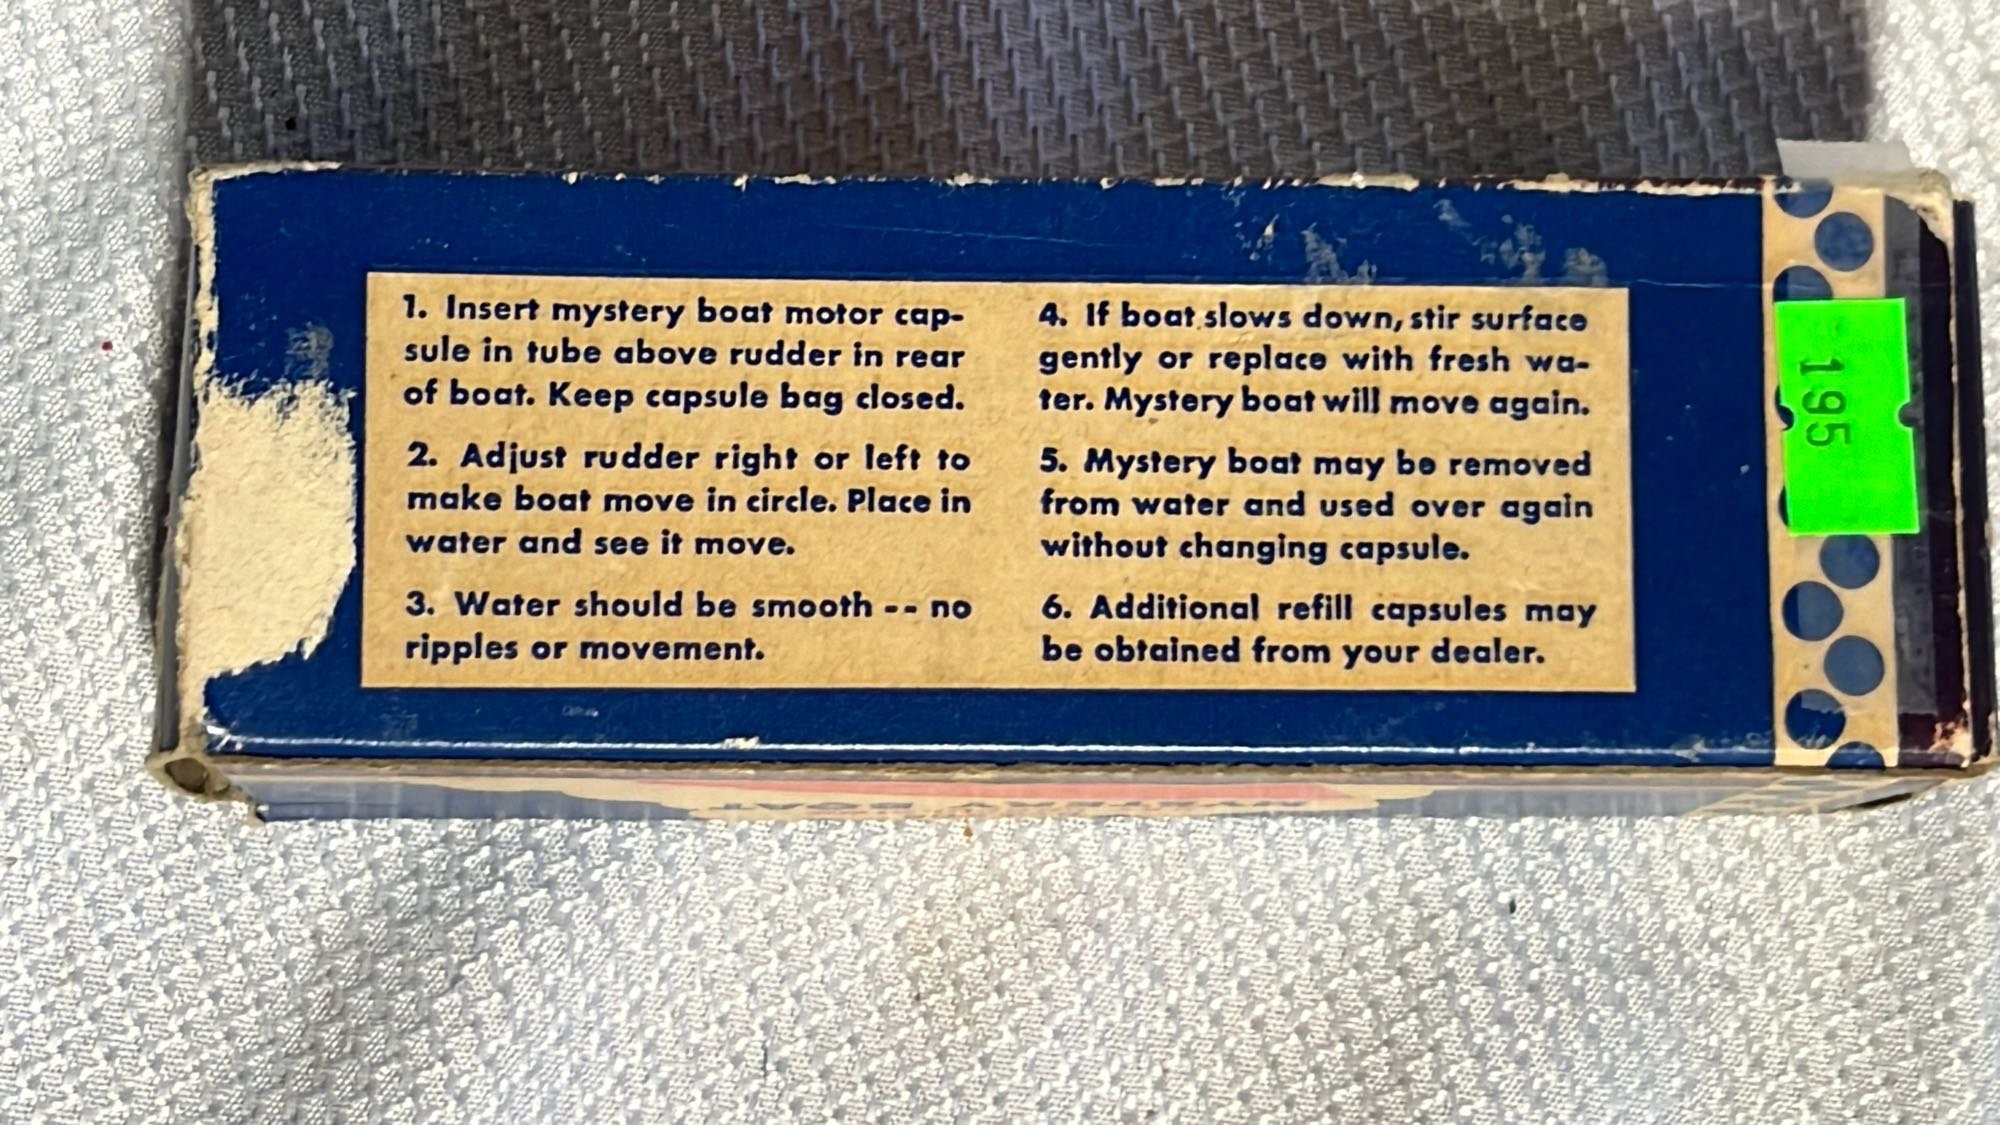 1. Insert mystery boat motor cap-
sule in tube above rudder in rear
of boat. Keep capsule bag closed.
2. Adjust rudder right or left to
make boat move in circle. Place in
water and see it move.
3. Water should be smooth -- no
ripples or movement.
4. If boat slows down, stir surface
gently or replace with fresh wa-
ter. Mystery boat will move again.
5. Mystery boat may be removed
from water and used over again
without changing capsule.
6. Additional refill capsules may
be obtained from your dealer.
195
MYSTERY BOAT